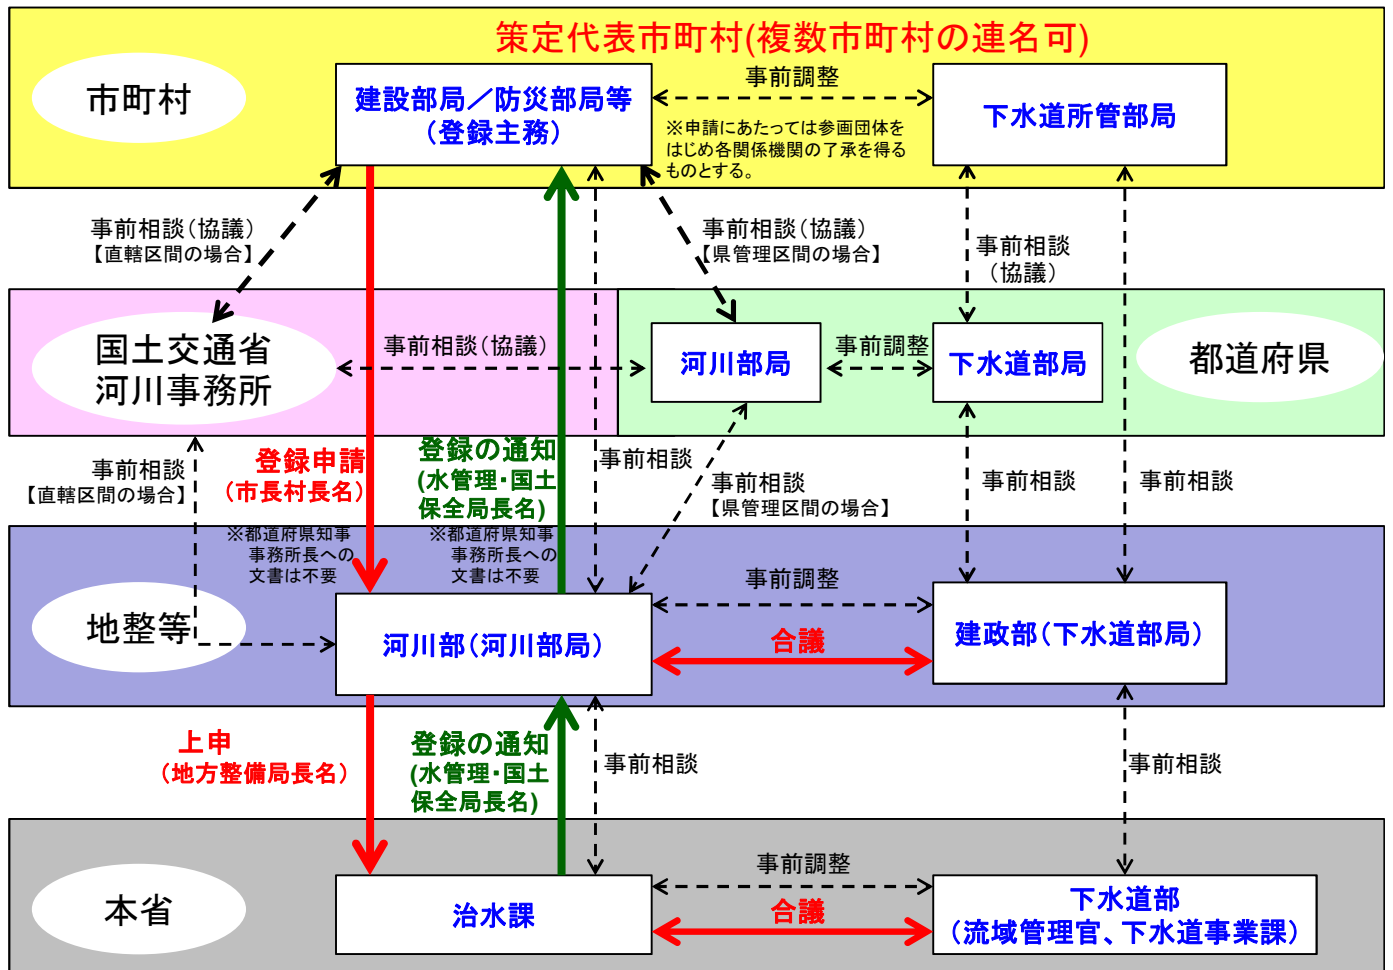 策定代表市町村(複数市町村の連名可)
市町村
建設部局／防災部局等
（登録主務）
事前調整
※申請にあたっては参画団体を
はじめ各関係機関の了承を得る
ものとする。
下水道所管部局
事前相談（協議）
【直轄区間の場合】
事前相談（協議）
【県管理区間の場合】
事前相談
（協議）
国土交通省
河川事務所
事前相談（協議）
河川部局
事前調整
下水道部局
都道府県
事前相談
【直轄区間の場合】
登録申請
（市長村長名）
※都道府県知事
事務所長への
文書は不要
登録の通知
(水管理・国土
保全局長名)
※都道府県知事
事務所長への
文書は不要
事前相談
事前相談
【県管理区間の場合】
事前相談
事前相談
地整等
河川部（河川部局）
事前調整
合議
建政部（下水道部局）
上申
（地方整備局長名）
登録の通知
(水管理・国土
保全局長名)
事前相談
事前相談
本省
治水課
事前調整
合議
下水道部
（流域管理官、下水道事業課）